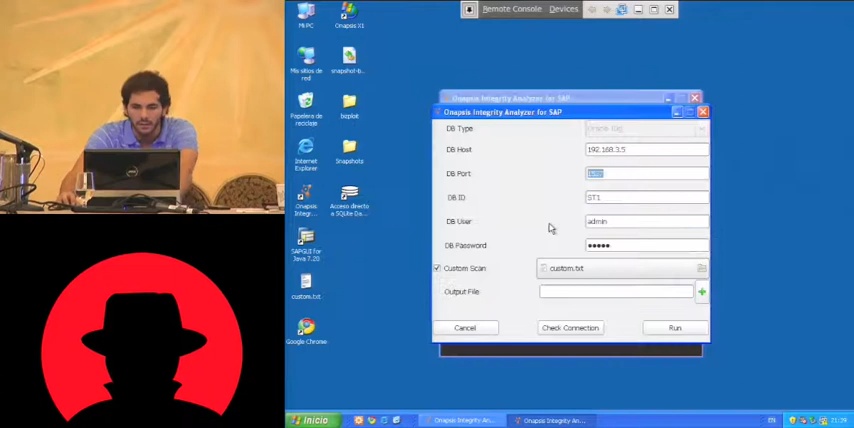 Remote Console Devices
Mi PC
Onapsis X1
Mis sitios de red
snapshot-b...
Papelera de reciclaje
bizploit
Internet Explorer
Snapshots
Onapsis Integr...
Acceso directo a SQLite Da...
SAPGUI for Java 7.20
custom.txt
Google Chrome
Onapsis Integrity Analyzer for SAP
Onapsis Integrity Analyzer for SAP
DB Type
DB Host 192.168.3.5
DB Port
DB ID ST1
DB User admin
DB Password
Custom Scan custom.txt
Output File
Cancel Check Connection Run
Inicio
Onapsis Integrity An...
Onapsis Integrity An...
EN
21:39